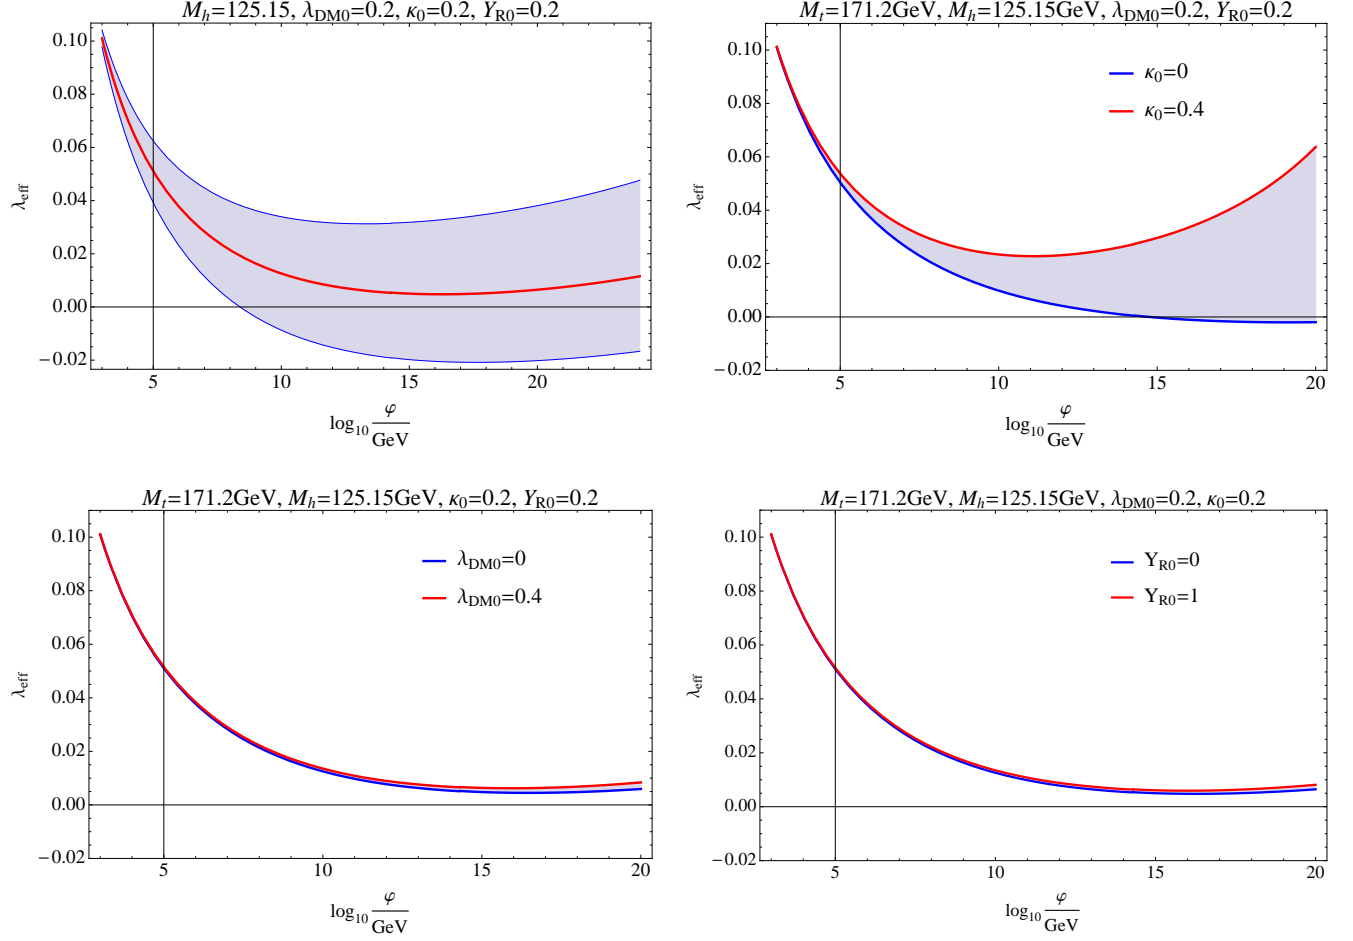 M_h=125.15, λ_DM0=0.2, κ_0=0.2, Y_R0=0.2
0.10
0.08
0.06
0.04
0.02
0.00
−0.02
λ_eff
5
10
15
20
log_10 φ/GeV
M_t=171.2GeV, M_h=125.15GeV, λ_DM0=0.2, Y_R0=0.2
κ_0=0
κ_0=0.4
0.10
0.08
0.06
0.04
0.02
0.00
−0.02
λ_eff
5
10
15
20
log_10 φ/GeV
M_t=171.2GeV, M_h=125.15GeV, κ_0=0.2, Y_R0=0.2
λ_DM0=0
λ_DM0=0.4
0.10
0.08
0.06
0.04
0.02
0.00
−0.02
λ_eff
5
10
15
20
log_10 φ/GeV
M_t=171.2GeV, M_h=125.15GeV, λ_DM0=0.2, κ_0=0.2
Y_R0=0
Y_R0=1
0.10
0.08
0.06
0.04
0.02
0.00
−0.02
λ_eff
5
10
15
20
log_10 φ/GeV